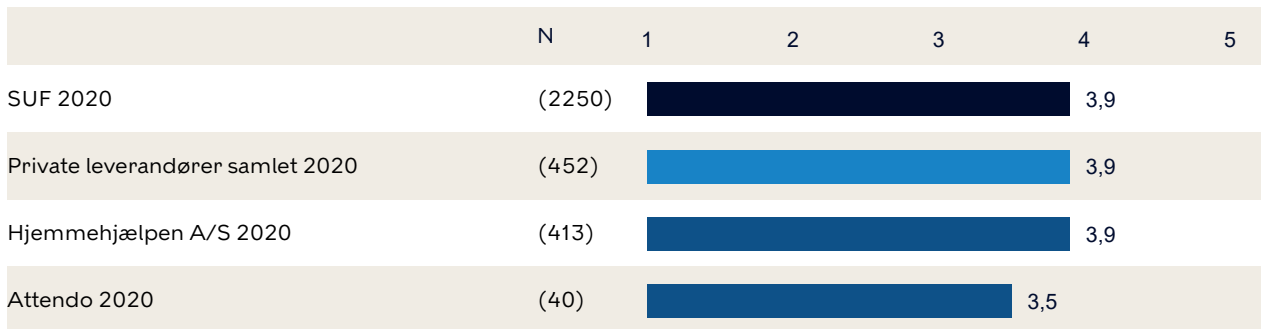 N 1 2 3 4 5
SUF 2020 (2250) 3,9
Private leverandører samlet 2020 (452) 3,9
Hjemmehjælpen A/S 2020 (413) 3,9
Attendo 2020 (40) 3,5